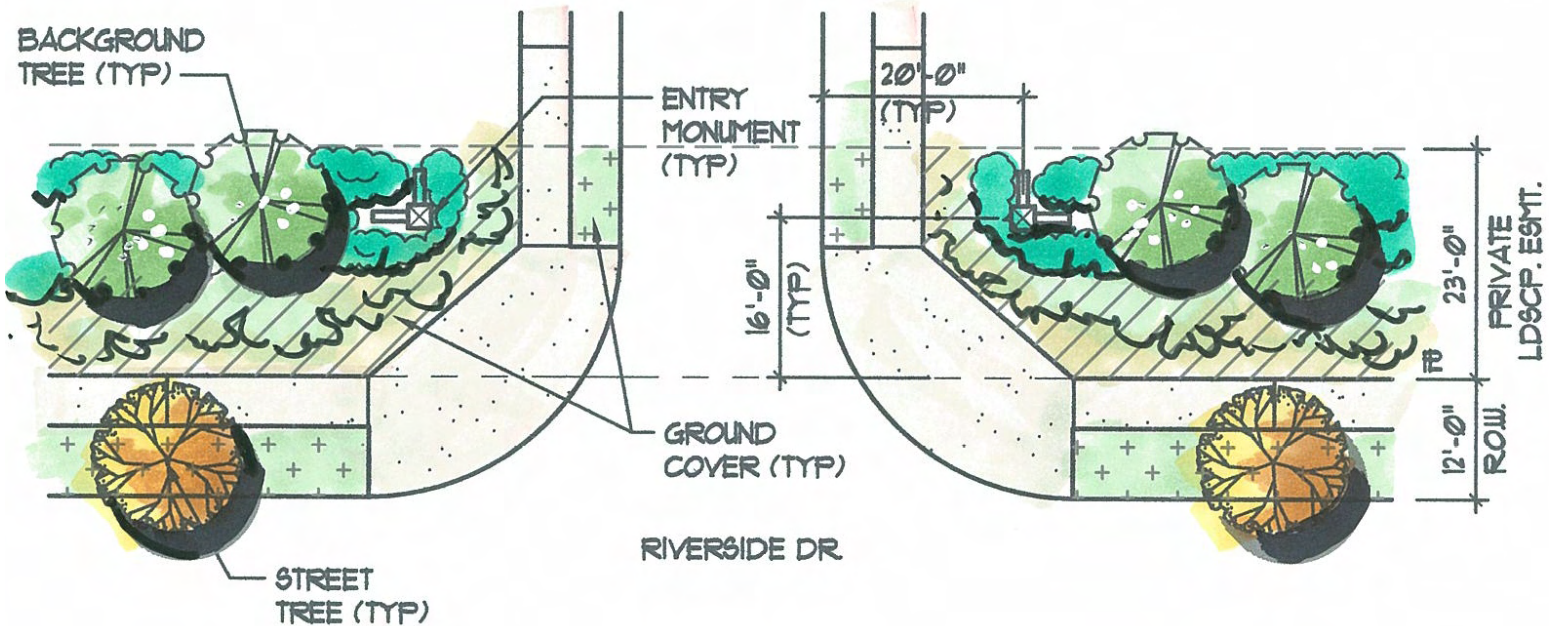 BACKGROUND
TREE (TYP)
ENTRY
MONUMENT
(TYP)
20'-0"
(TYP)
16'-0"
(TYP)
23'-0"
PRIVATE
LDSCP. ESMT.
12'-0"
R.O.W.
GROUND
COVER (TYP)
RIVERSIDE DR.
STREET
TREE (TYP)